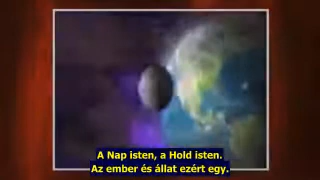 A Nap isten, a Hold isten.
Az ember és állat ezért egy.